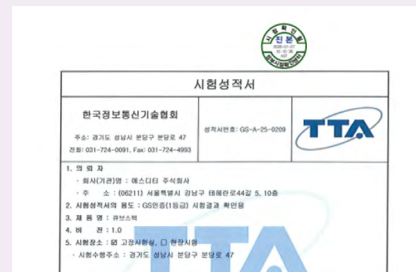 진본
시험성적서
한국정보통신기술협회
주소: 경기도 성남시 분당구 분당로 47
전화: 031-724-0091, Fax: 031-724-4993
성적서번호: GS-A-25-0209
TTA
1. 의 뢰 자
- 회사(기관)명 : 에스디티 주식회사
- 주 소 : (06211) 서울특별시 강남구 테헤란로44길 5, 10층
2. 시험성적서의 용도 : GS인증(1등급) 시험결과 확인용
3. 제 품 명 : 큐브스택
4. 버 전 : 1.0
5. 시험장소 : ☑ 고정시험실, □ 현장시험
- 시험수행주소 : 경기도 성남시 분당구 분당로 47
TTA